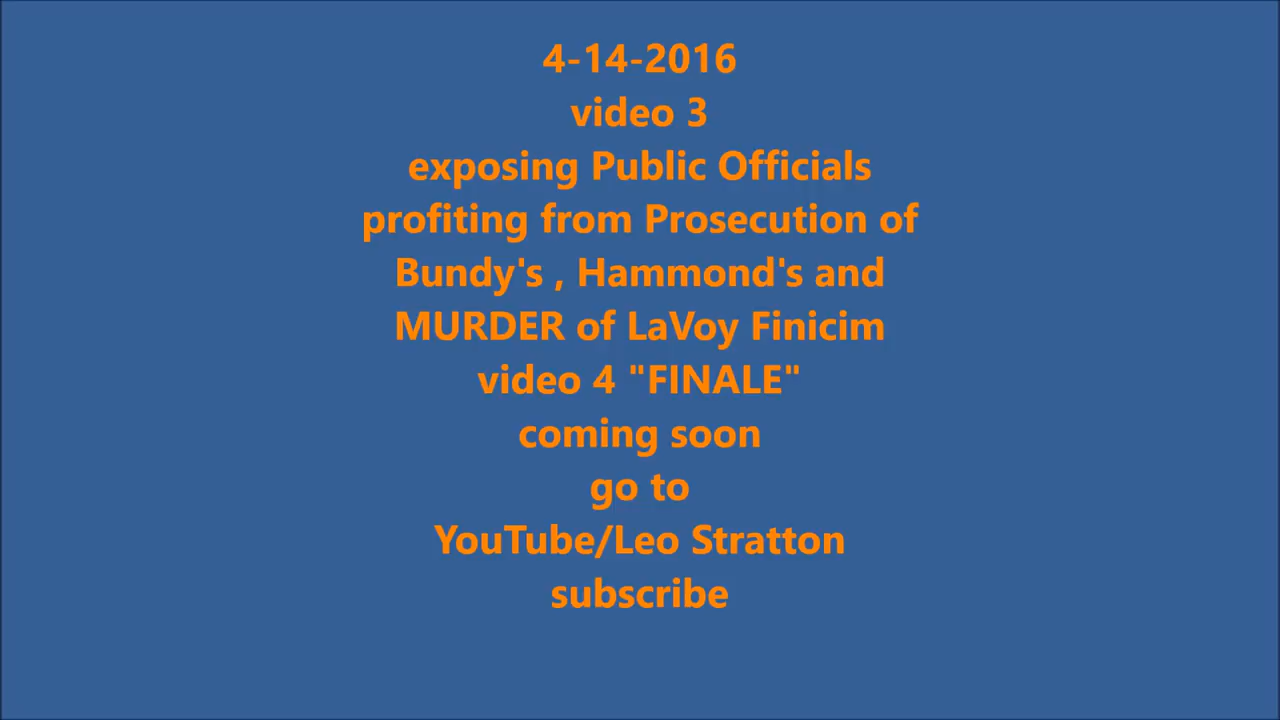 4-14-2016
video 3
exposing Public Officials
profiting from Prosecution of
Bundy's , Hammond's and
MURDER of LaVoy Finicim
video 4 "FINALE"
coming soon
go to
YouTube/Leo Stratton
subscribe